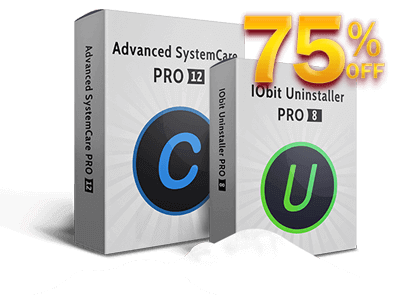 75%
OFF
Advanced SystemCare
PRO 12
C
Advanced SystemCare PRO 12
IObit Uninstaller
PRO 8
U
IObit Uninstaller PRO 8